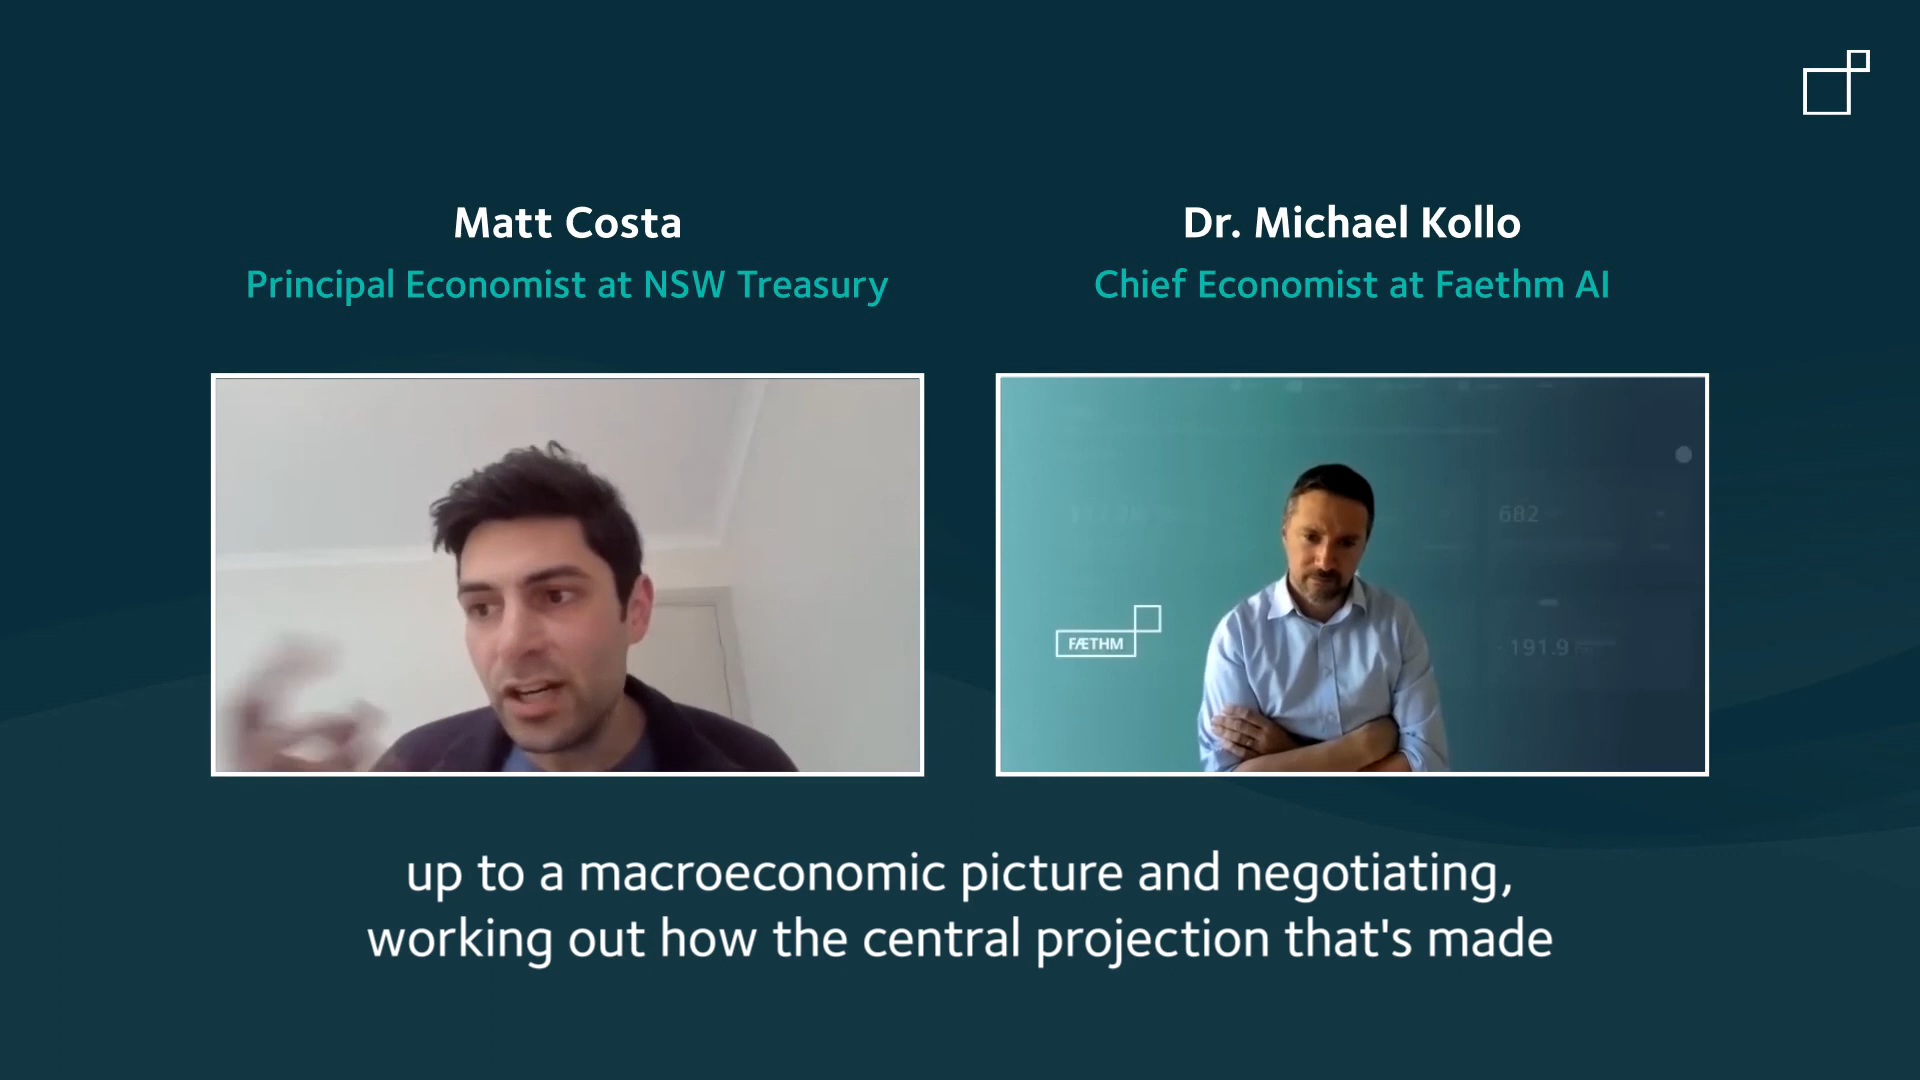 Matt Costa
Principal Economist at NSW Treasury
Dr. Michael Kollo
Chief Economist at Faethm AI
682
FÆTHM
-191.9
up to a macroeconomic picture and negotiating,
working out how the central projection that's made